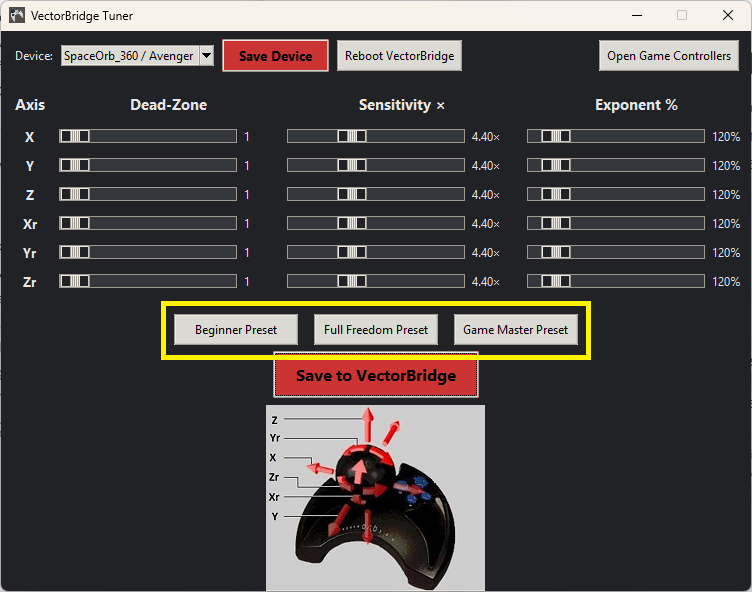 VectorBridge Tuner
Device: SpaceOrb_360 / Avenger Save Device Reboot VectorBridge Open Game Controllers
Axis Dead-Zone Sensitivity × Exponent %
X 1 4.40× 120%
Y 1 4.40× 120%
Z 1 4.40× 120%
Xr 1 4.40× 120%
Yr 1 4.40× 120%
Zr 1 4.40× 120%
Beginner Preset Full Freedom Preset Game Master Preset
Save to VectorBridge
Z
Yr
X
Zr
Xr
Y